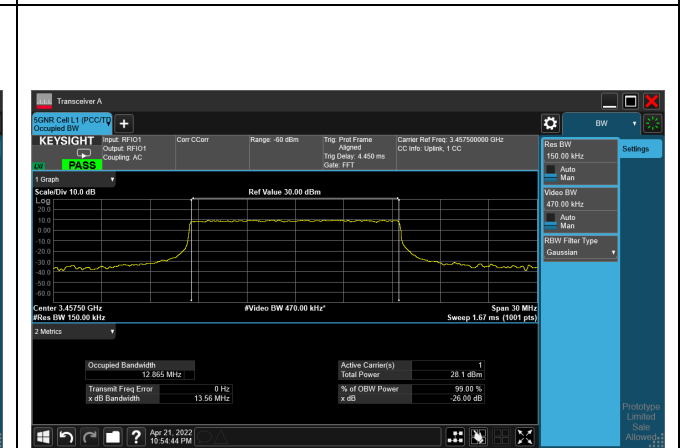 Transceiver A
5GNR Cell L1 (PCC/TD
Occupied BW
+
BW
KEYSIGHT
Input: RFIO1
Output: RFIO1
Coupling: AC
Corr CCorr
Range: -60 dBm
Trig: Prot Frame
Aligned
Trig Delay: 4.450 ms
Gate: FFT
Carrier Ref Freq: 3.457500000 GHz
CC Info: Uplink, 1 CC
PASS
Res BW
150.00 kHz
Auto
Man
Settings
Video BW
470.00 kHz
Auto
Man
RBW Filter Type
Gaussian
1 Graph
Scale/Div 10.0 dB
Ref Value 30.00 dBm
Log
20.0
10.0
0.00
-10.0
-20.0
-30.0
-40.0
-50.0
-60.0
Center 3.45750 GHz
#Video BW 470.00 kHz*
Span 30 MHz
#Res BW 150.00 kHz
Sweep 1.67 ms (1001 pts)
2 Metrics
Occupied Bandwidth
12.865 MHz
Active Carrier(s) 1
Total Power 28.1 dBm
Transmit Freq Error 0 Hz
x dB Bandwidth 13.56 MHz
% of OBW Power 99.00 %
x dB -26.00 dB
Prototype
Limited
Sale
Allowed
?
Apr 21, 2022
10:54:44 PM